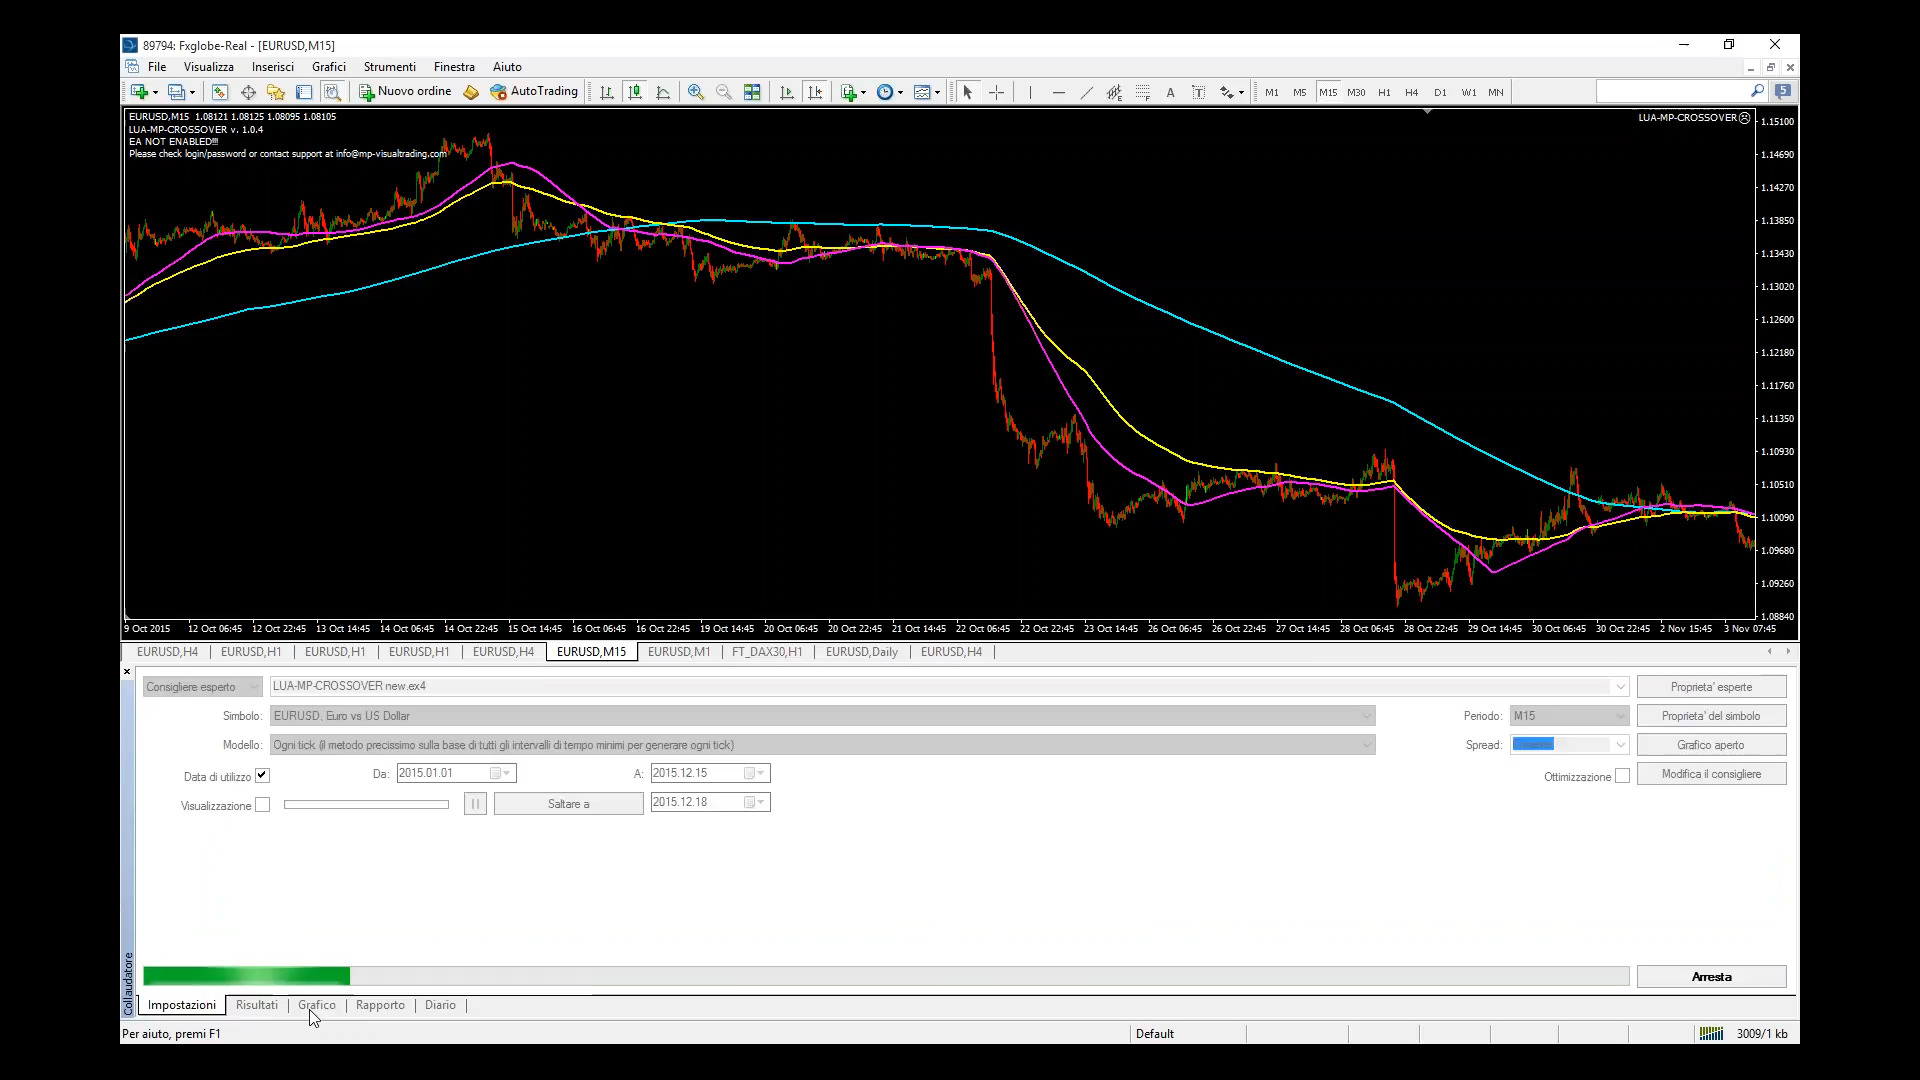 89794: Fxglobe-Real - [EURUSD,M15]
File Visualizza Inserisci Grafici Strumenti Finestra Aiuto
Nuovo ordine AutoTrading A T M1 M5 M15 M30 H1 H4 D1 W1 MN 5
EURUSD,M15 1.08121 1.08125 1.08095 1.08105
LUA-MP-CROSSOVER v. 1.0.4
EA NOT ENABLED!!!
Please check login/password or contact support at info@mp-visualtrading.com
LUA-MP-CROSSOVER
1.15100
1.14690
1.14270
1.13850
1.13430
1.13020
1.12600
1.12180
1.11760
1.11350
1.10930
1.10510
1.10090
1.09680
1.09260
1.08840
9 Oct 2015 12 Oct 06:45 12 Oct 22:45 13 Oct 14:45 14 Oct 06:45 14 Oct 22:45 15 Oct 14:45 16 Oct 06:45 16 Oct 22:45 19 Oct 14:45 20 Oct 06:45 20 Oct 22:45 21 Oct 14:45 22 Oct 06:45 22 Oct 22:45 23 Oct 14:45 26 Oct 06:45 26 Oct 22:45 27 Oct 14:45 28 Oct 06:45 28 Oct 22:45 29 Oct 14:45 30 Oct 06:45 30 Oct 22:45 2 Nov 15:45 3 Nov 07:45
EURUSD,H4 EURUSD,H1 EURUSD,H1 EURUSD,H1 EURUSD,H4 EURUSD,M15 EURUSD,M1 FT_DAX30,H1 EURUSD,Daily EURUSD,H4
Consigliere esperto LUA-MP-CROSSOVER new.ex4 Proprieta' esperte
Simbolo: EURUSD, Euro vs US Dollar Periodo: M15 Proprieta' del simbolo
Modello: Ogni tick (il metodo precissimo sulla base di tutti gli intervalli di tempo minimi per generare ogni tick) Spread: Grafico aperto
Data di utilizzo Da: 2015.01.01 A: 2015.12.15 Ottimizzazione Modifica il consigliere
Visualizzazione Saltare a 2015.12.18
Arresta
Collaudatore
Impostazioni Risultati Grafico Rapporto Diario
Per aiuto, premi F1 Default 3009/1 kb